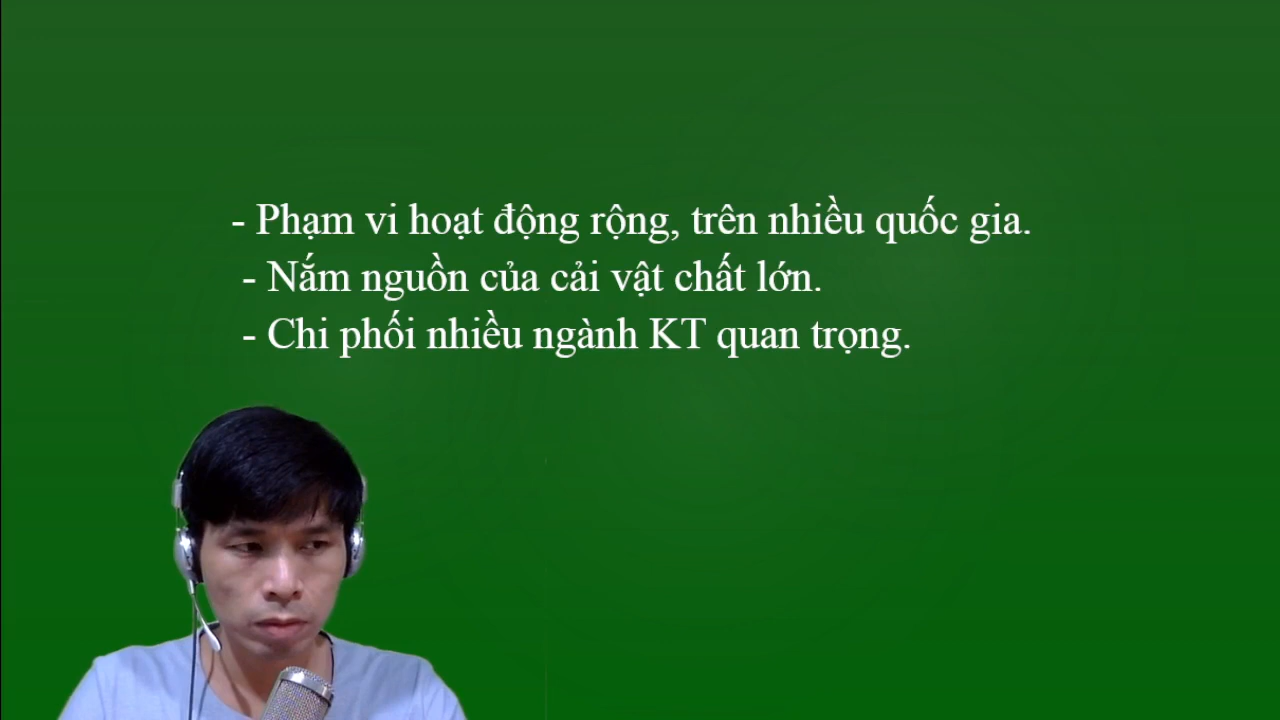 - Phạm vi hoạt động rộng, trên nhiều quốc gia.
- Nắm nguồn của cải vật chất lớn.
- Chi phối nhiều ngành KT quan trọng.